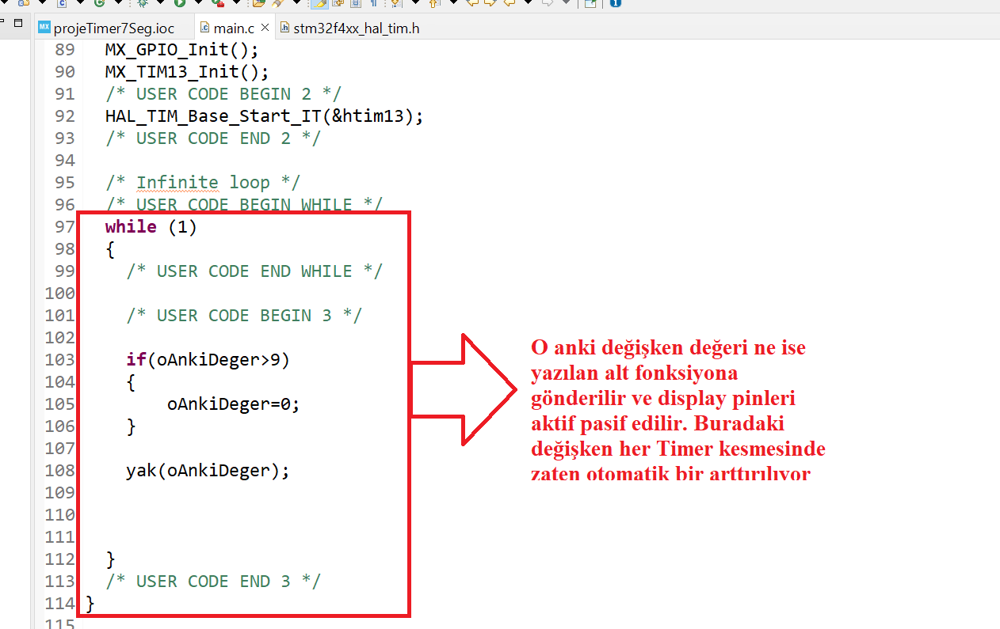 projeTimer7Seg.ioc main.c stm32f4xx_hal_tim.h
89 MX_GPIO_Init();
90 MX_TIM13_Init();
91 /* USER CODE BEGIN 2 */
92 HAL_TIM_Base_Start_IT(&htim13);
93 /* USER CODE END 2 */
94
95 /* Infinite loop */
96 /* USER CODE BEGIN WHILE */
97 while (1)
98 {
99 /* USER CODE END WHILE */
100
101 /* USER CODE BEGIN 3 */
102
103 if(oAnkiDeger>9)
104 {
105 oAnkiDeger=0;
106 }
107
108 yak(oAnkiDeger);
109
110
111
112 }
113 /* USER CODE END 3 */
114 }
115
O anki değişken değeri ne ise
yazılan alt fonksiyona
gönderilir ve display pinleri
aktif pasif edilir. Buradaki
değişken her Timer kesmesinde
zaten otomatik bir arttırılıyor